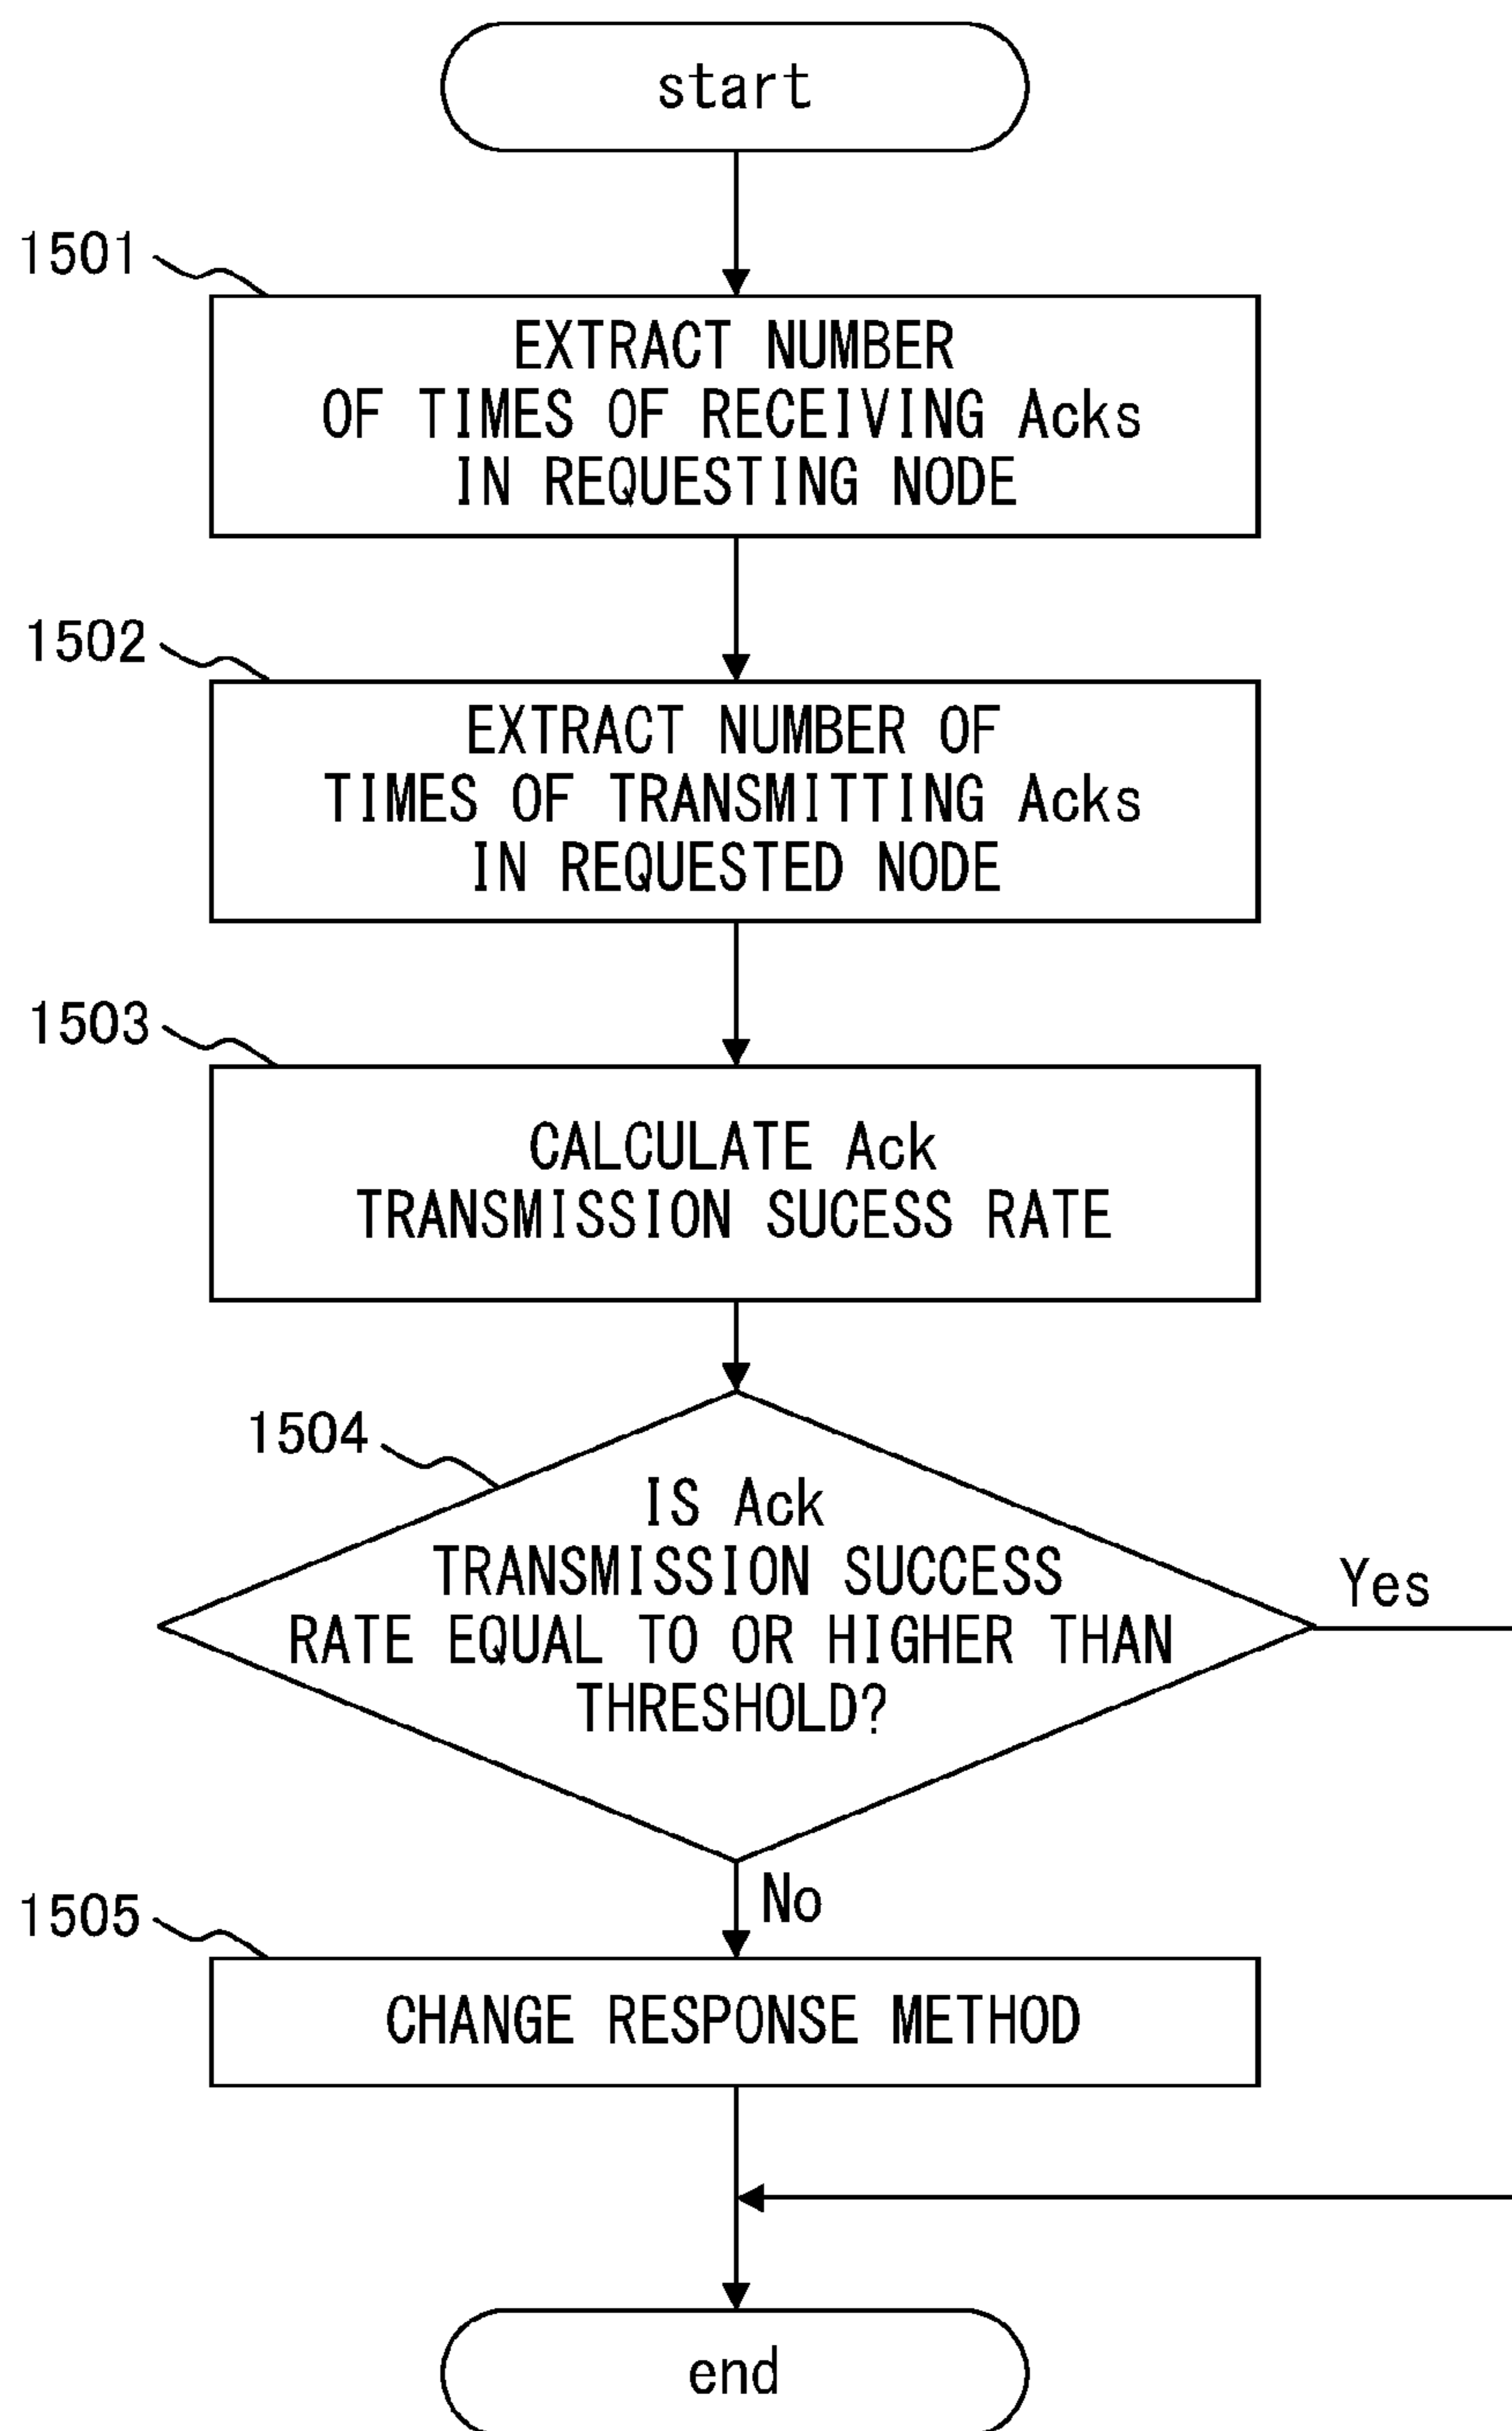 start
1501
EXTRACT NUMBER
OF TIMES OF RECEIVING Acks
IN REQUESTING NODE
1502
EXTRACT NUMBER OF
TIMES OF TRANSMITTING Acks
IN REQUESTED NODE
1503
CALCULATE Ack
TRANSMISSION SUCESS RATE
1504
IS Ack
TRANSMISSION SUCCESS
RATE EQUAL TO OR HIGHER THAN
THRESHOLD?
Yes
No
1505
CHANGE RESPONSE METHOD
end